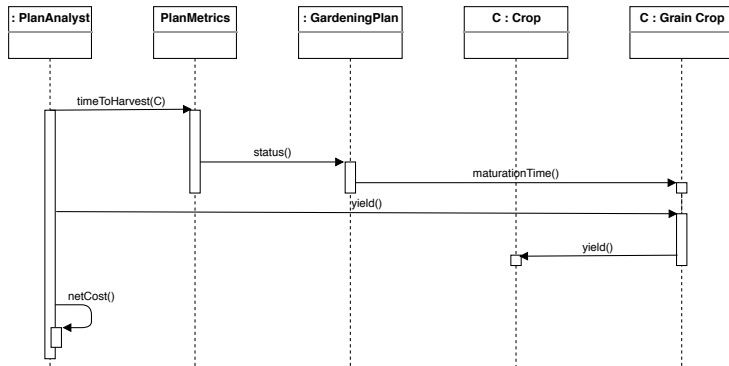 : PlanAnalyst
PlanMetrics
: GardeningPlan
C : Crop
C : Grain Crop
timeToHarvest(C)
status()
maturationTime()
yield()
yield()
netCost()